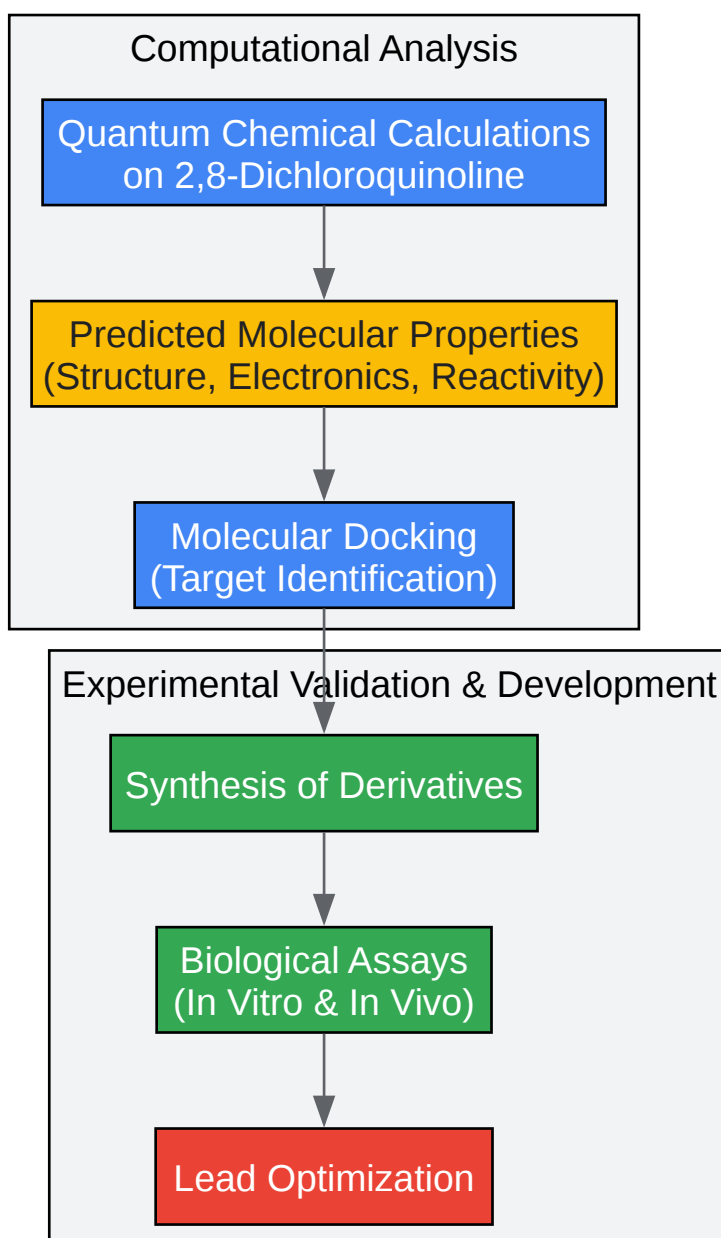 Computational Analysis
Quantum Chemical Calculations
on 2,8-Dichloroquinoline
Predicted Molecular Properties
(Structure, Electronics, Reactivity)
Molecular Docking
(Target Identification)
Experimental Validation & Development
Synthesis of Derivatives
Biological Assays
(In Vitro & In Vivo)
Lead Optimization